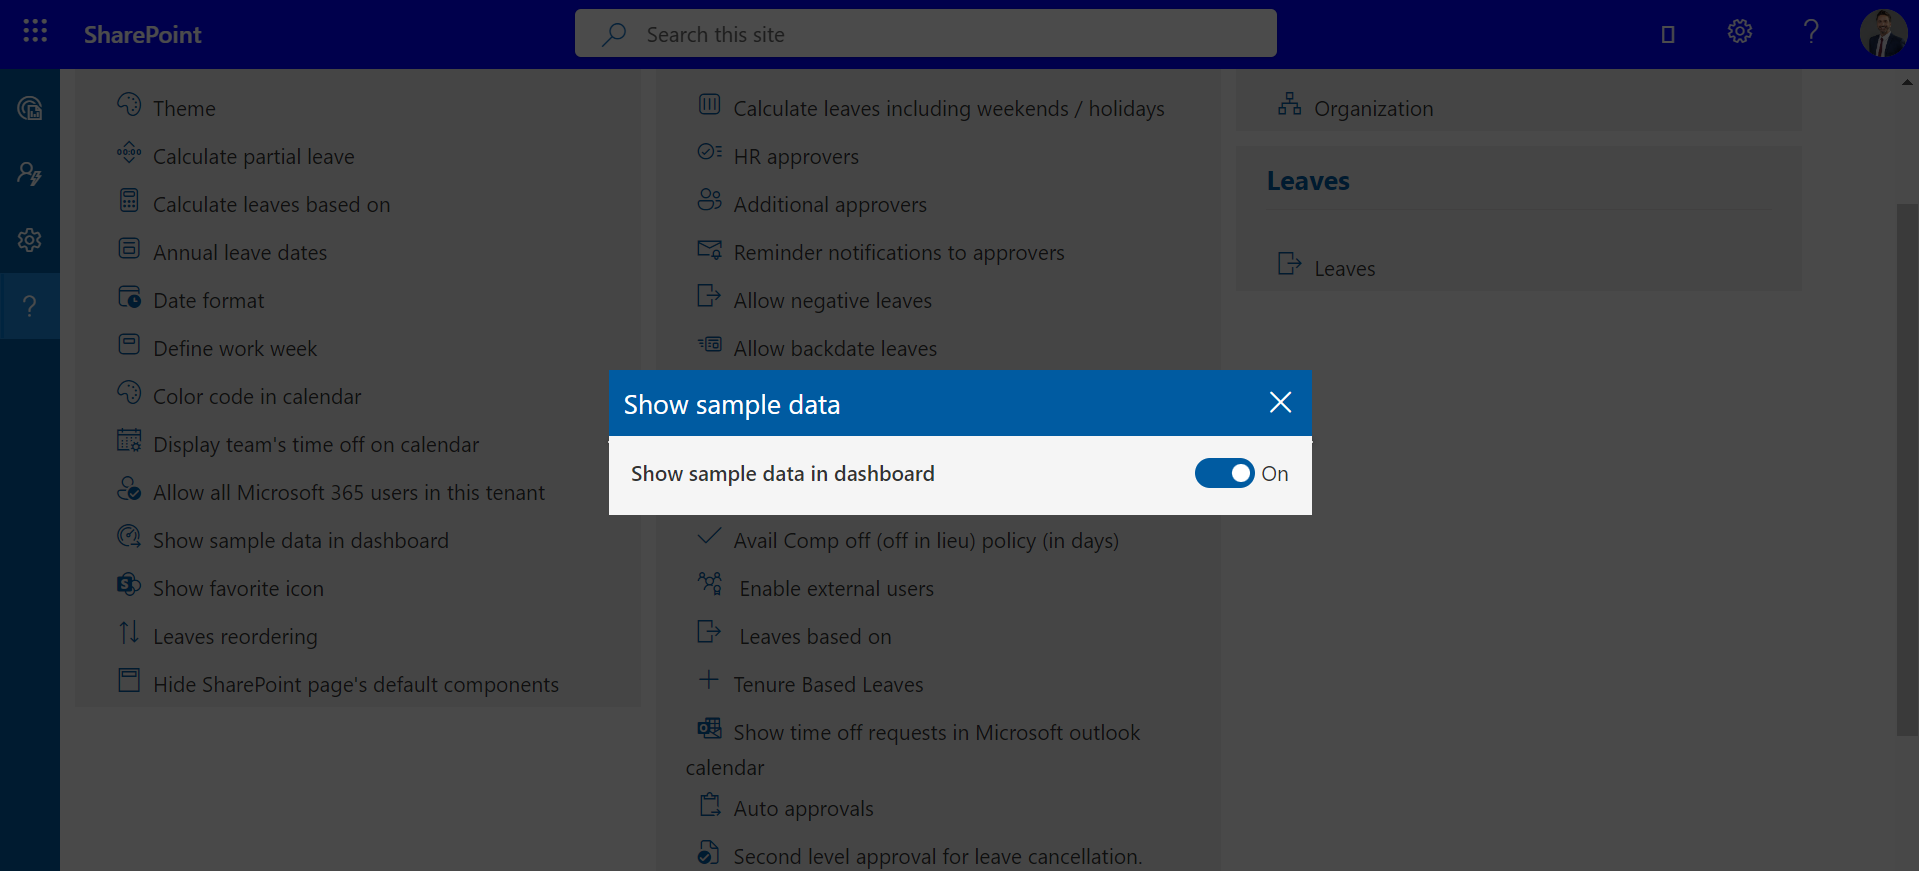 SharePoint
Search this site
Theme
Calculate partial leave
Calculate leaves based on
Annual leave dates
Date format
Define work week
Color code in calendar
Display team's time off on calendar
Allow all Microsoft 365 users in this tenant
Show sample data in dashboard
Show favorite icon
Leaves reordering
Hide SharePoint page's default components
Calculate leaves including weekends / holidays
HR approvers
Additional approvers
Reminder notifications to approvers
Allow negative leaves
Allow backdate leaves
Show sample data
Show sample data in dashboard On
Avail Comp off (off in lieu) policy (in days)
Enable external users
Leaves based on
Tenure Based Leaves
Show time off requests in Microsoft outlook
calendar
Auto approvals
Second level approval for leave cancellation.
Organization
Leaves
Leaves